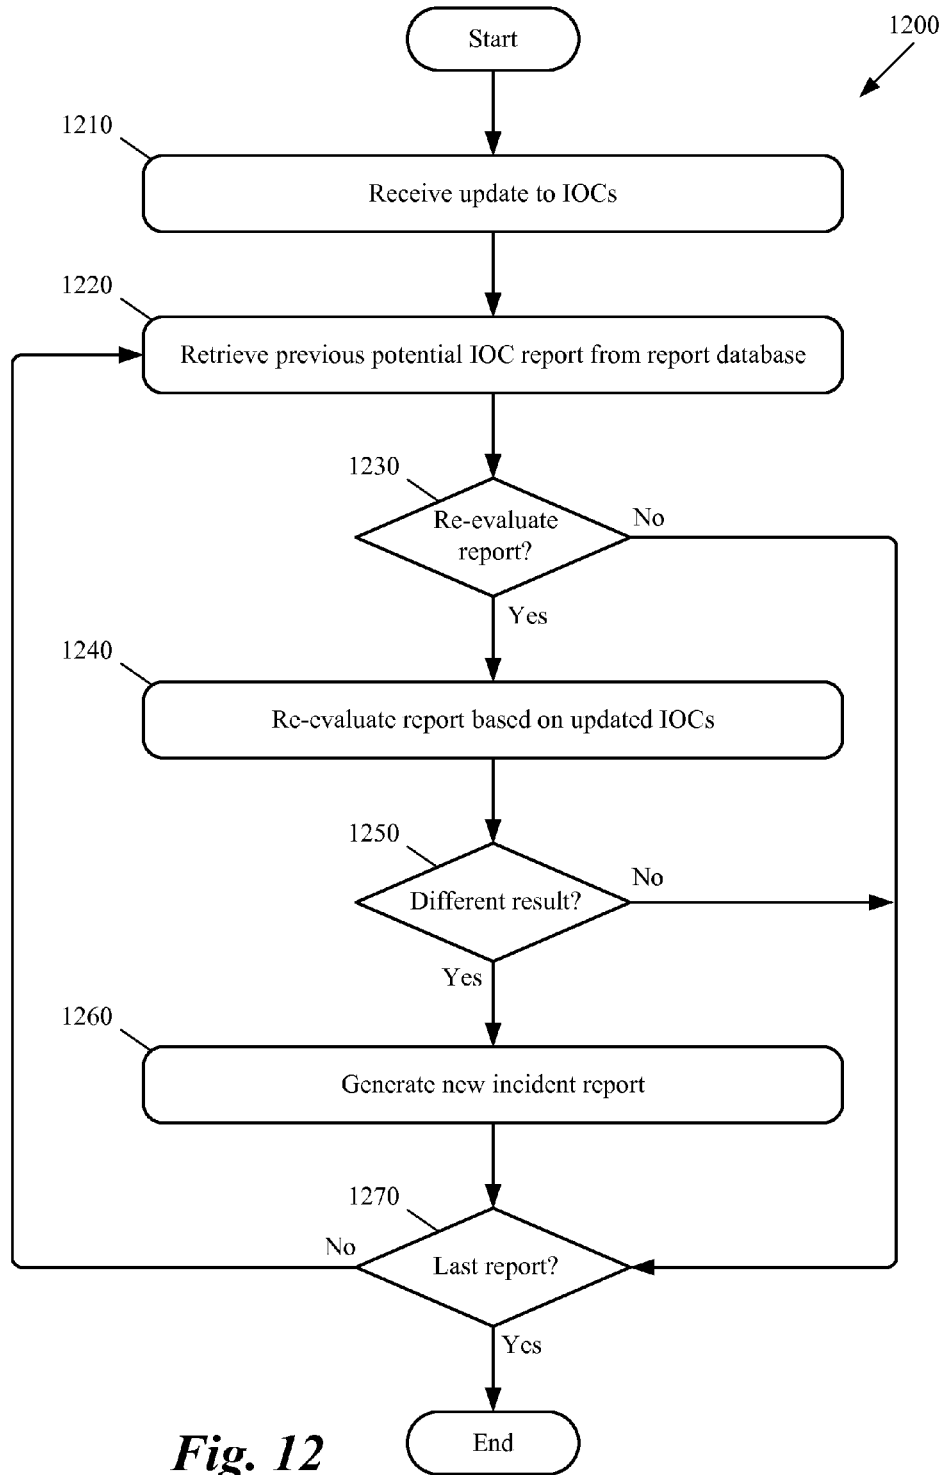 Start
1200
1210
Receive update to IOCs
1220
Retrieve previous potential IOC report from report database
1230
Re-evaluate
report?
No
Yes
1240
Re-evaluate report based on updated IOCs
1250
Different result?
No
Yes
1260
Generate new incident report
1270
Last report?
No
Yes
End
Fig. 12